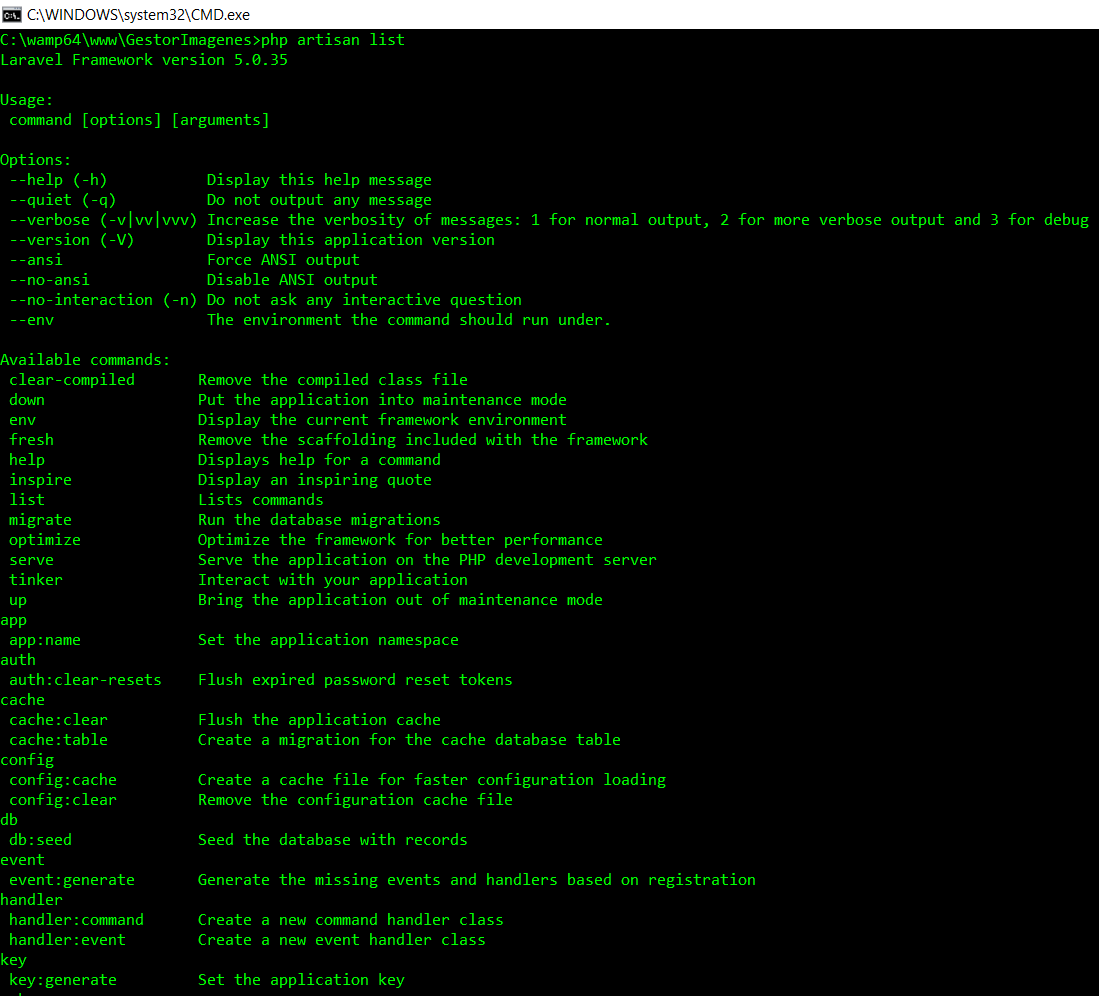 C:\WINDOWS\system32\CMD.exe
C:\wamp64\www\GestorImagenes>php artisan list
Laravel Framework version 5.0.35
Usage:
command [options] [arguments]
Options:
--help (-h) Display this help message
--quiet (-q) Do not output any message
--verbose (-v|vv|vvv) Increase the verbosity of messages: 1 for normal output, 2 for more verbose output and 3 for debug
--version (-V) Display this application version
--ansi Force ANSI output
--no-ansi Disable ANSI output
--no-interaction (-n) Do not ask any interactive question
--env The environment the command should run under.
Available commands:
clear-compiled Remove the compiled class file
down Put the application into maintenance mode
env Display the current framework environment
fresh Remove the scaffolding included with the framework
help Displays help for a command
inspire Display an inspiring quote
list Lists commands
migrate Run the database migrations
optimize Optimize the framework for better performance
serve Serve the application on the PHP development server
tinker Interact with your application
up Bring the application out of maintenance mode
app
app:name Set the application namespace
auth
auth:clear-resets Flush expired password reset tokens
cache
cache:clear Flush the application cache
cache:table Create a migration for the cache database table
config
config:cache Create a cache file for faster configuration loading
config:clear Remove the configuration cache file
db
db:seed Seed the database with records
event
event:generate Generate the missing events and handlers based on registration
handler
handler:command Create a new command handler class
handler:event Create a new event handler class
key
key:generate Set the application key